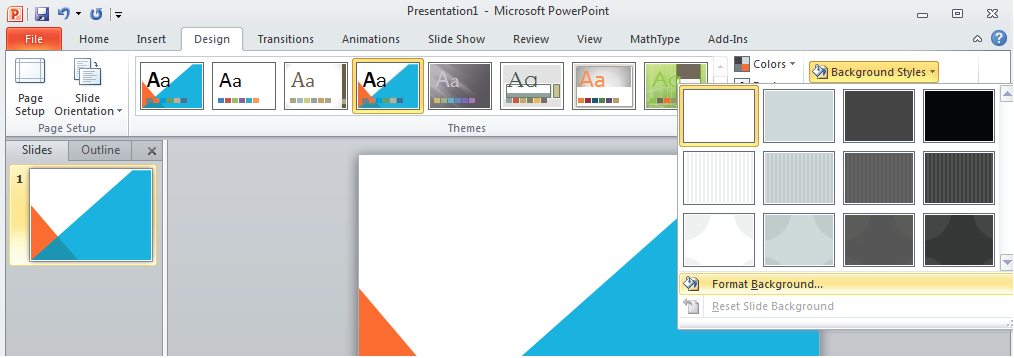 Presentation1 - Microsoft PowerPoint
File Home Insert Design Transitions Animations Slide Show Review View MathType Add-Ins
Aa Aa Aa Aa Aa Aa Aa Aa
Colors
Background Styles
Page Setup
Slide Orientation
Page Setup
Themes
Slides Outline
1
Format Background...
Reset Slide Background